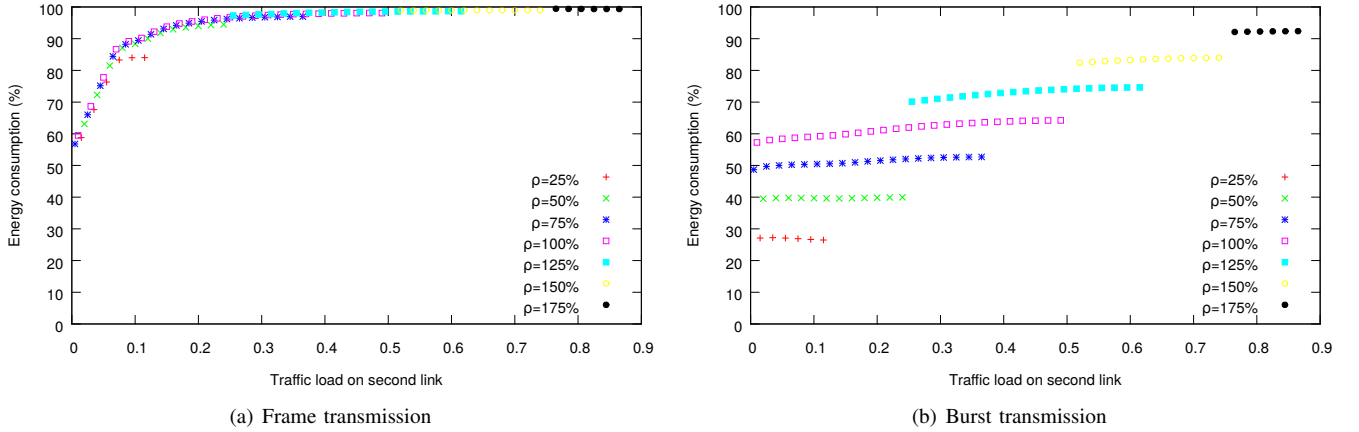 100
90
80
70
60
50
40
30
20
10
0
Energy consumption (%)
ρ=25%
ρ=50%
ρ=75%
ρ=100%
ρ=125%
ρ=150%
ρ=175%
0 0.1 0.2 0.3 0.4 0.5 0.6 0.7 0.8 0.9
Traffic load on second link
(a) Frame transmission
100
90
80
70
60
50
40
30
20
10
0
Energy consumption (%)
ρ=25%
ρ=50%
ρ=75%
ρ=100%
ρ=125%
ρ=150%
ρ=175%
0 0.1 0.2 0.3 0.4 0.5 0.6 0.7 0.8 0.9
Traffic load on second link
(b) Burst transmission